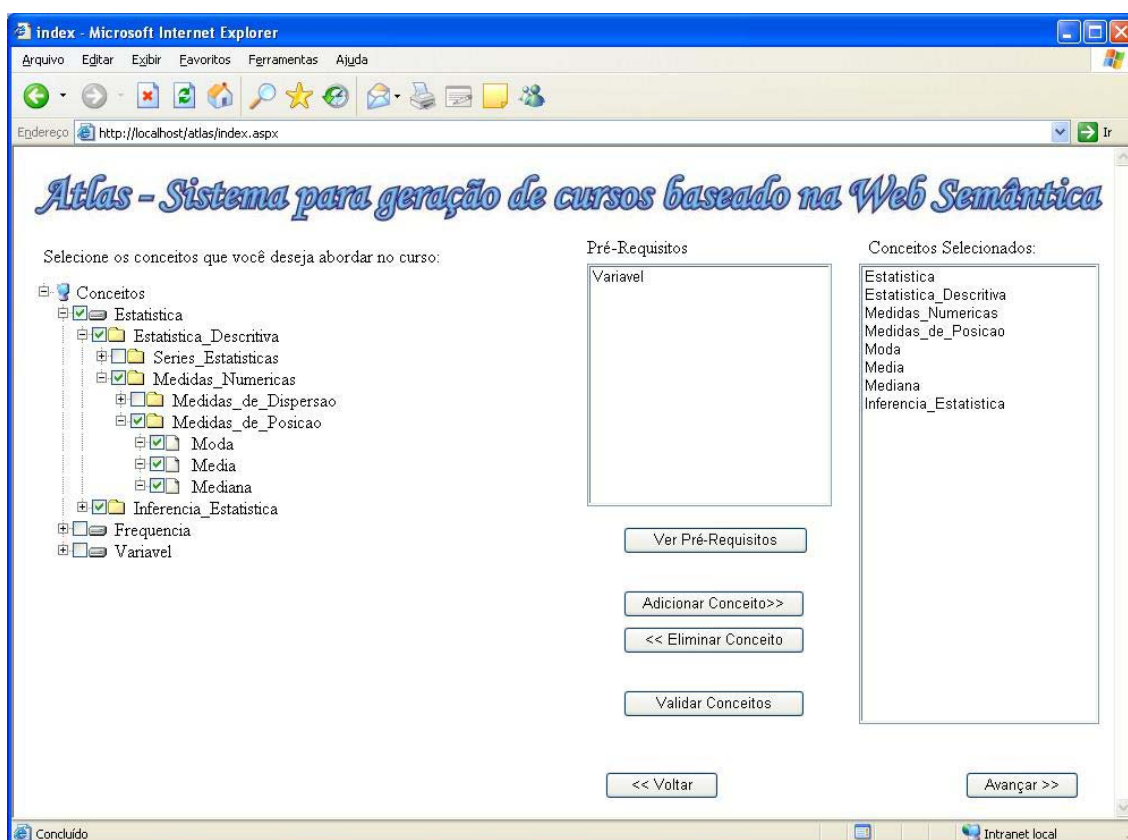 index - Microsoft Internet Explorer
Arquivo Editar Exibir Favoritos Ferramentas Ajuda
Endereço http://localhost/atlas/index.aspx Ir
Atlas - Sistema para geração de cursos baseado na Web Semântica
Selecione os conceitos que você deseja abordar no curso:
Conceitos
Estatistica
Estatistica_Descritiva
Series_Estatisticas
Medidas_Numericas
Medidas_de_Dispersao
Medidas_de_Posicao
Moda
Media
Mediana
Inferencia_Estatistica
Frequencia
Variavel
Pré-Requisitos
Variavel
Ver Pré-Requisitos
Adicionar Conceito>>
<< Eliminar Conceito
Validar Conceitos
<< Voltar
Conceitos Selecionados:
Estatistica
Estatistica_Descritiva
Medidas_Numericas
Medidas_de_Posicao
Moda
Media
Mediana
Inferencia_Estatistica
Avançar >>
Concluído
Intranet local